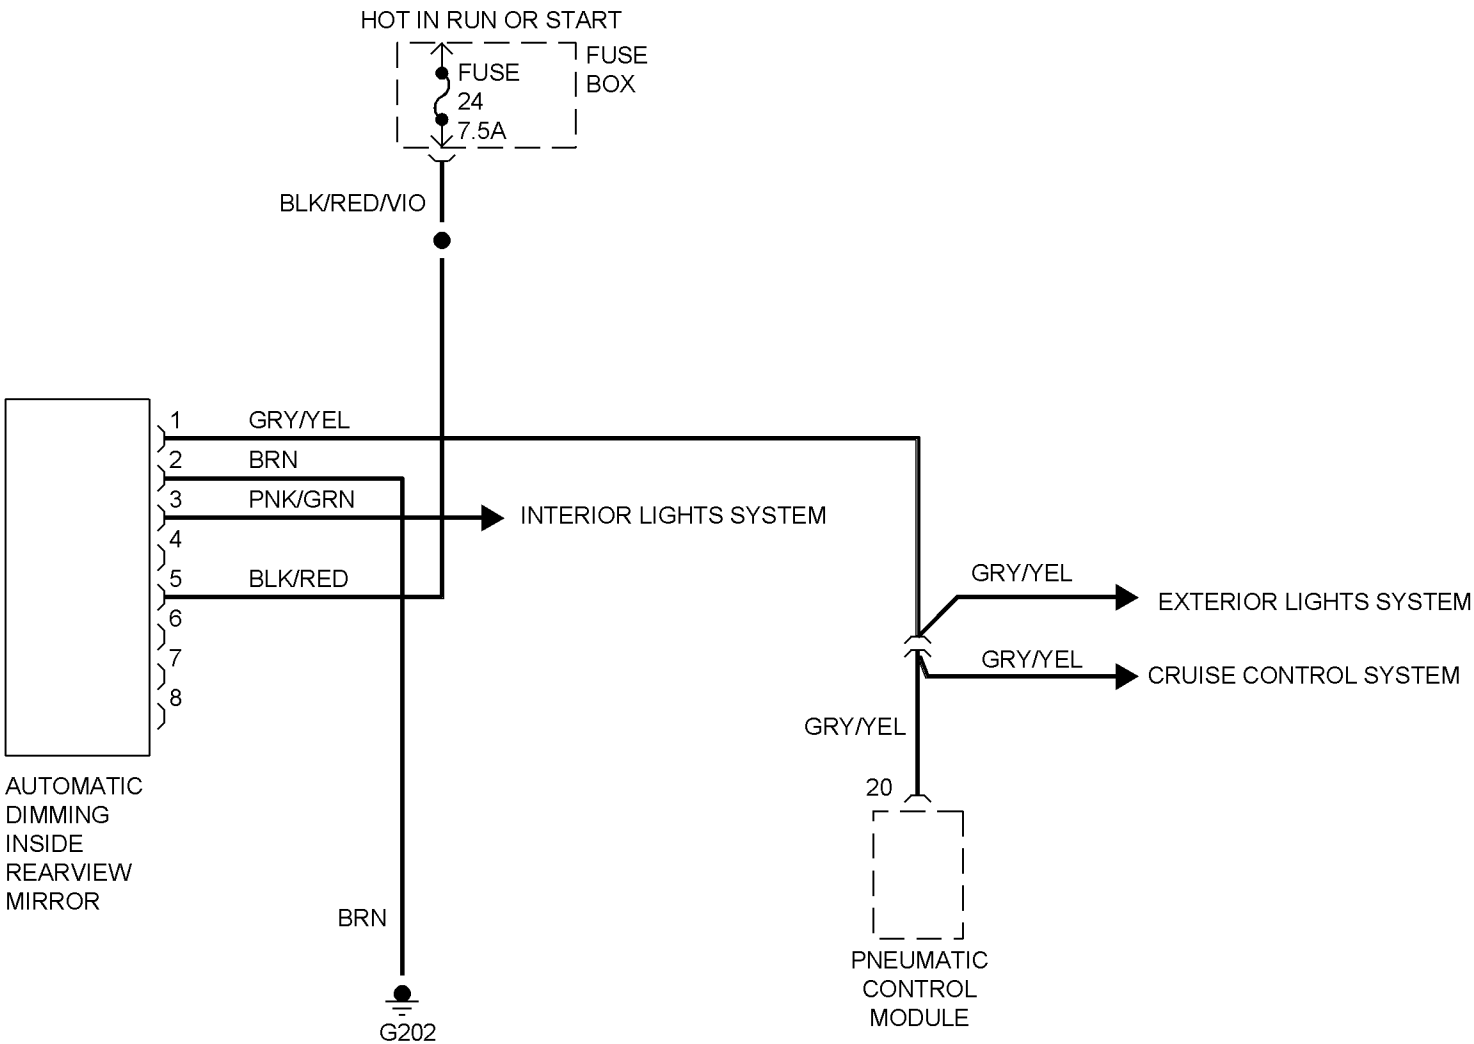 HOT IN RUN OR START
FUSE
BOX
FUSE
24
7.5A
BLK/RED/VIO
1
GRY/YEL
2
BRN
3
PNK/GRN
INTERIOR LIGHTS SYSTEM
4
5
BLK/RED
6
7
8
GRY/YEL
EXTERIOR LIGHTS SYSTEM
GRY/YEL
CRUISE CONTROL SYSTEM
GRY/YEL
20
AUTOMATIC
DIMMING
INSIDE
REARVIEW
MIRROR
BRN
G202
PNEUMATIC
CONTROL
MODULE